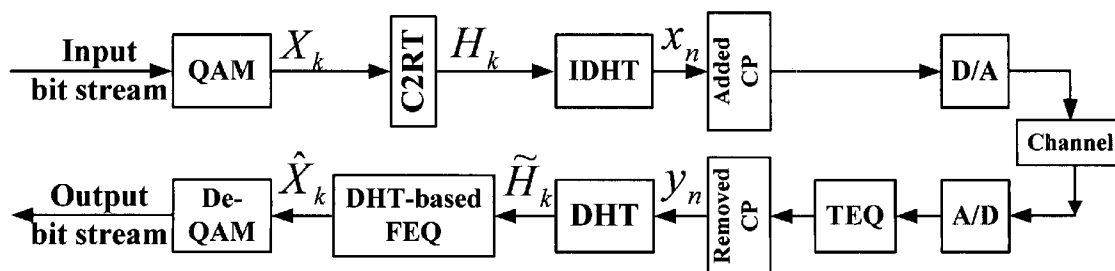 Input
bit stream
QAM
X_k
C2RT
H_k
IDHT
x_n
Added
CP
D/A
Channel
Output
bit stream
De-
QAM
X̂_k
DHT-based
FEQ
H̃_k
DHT
y_n
Removed
CP
TEQ
A/D